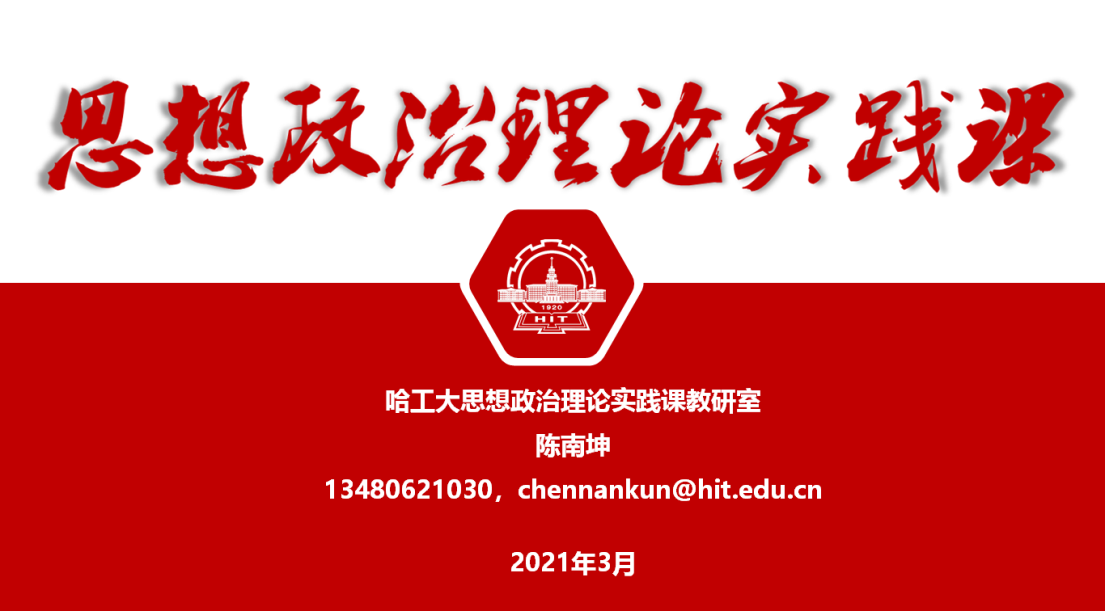 思想政治理论实践课
1920
HIT
哈工大思想政治理论实践课教研室
陈南坤
13480621030，chennankun@hit.edu.cn
2021年3月